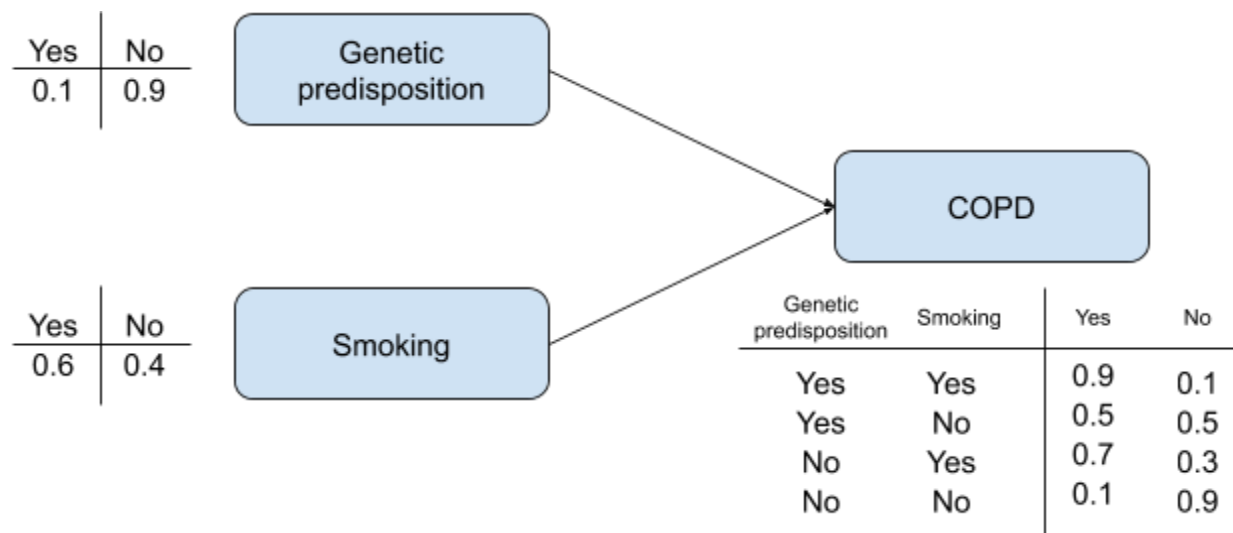 Yes No
0.1 0.9
Genetic
predisposition
COPD
Yes No
0.6 0.4
Smoking
Genetic
predisposition Smoking Yes No
Yes Yes 0.9 0.1
Yes No 0.5 0.5
No Yes 0.7 0.3
No No 0.1 0.9